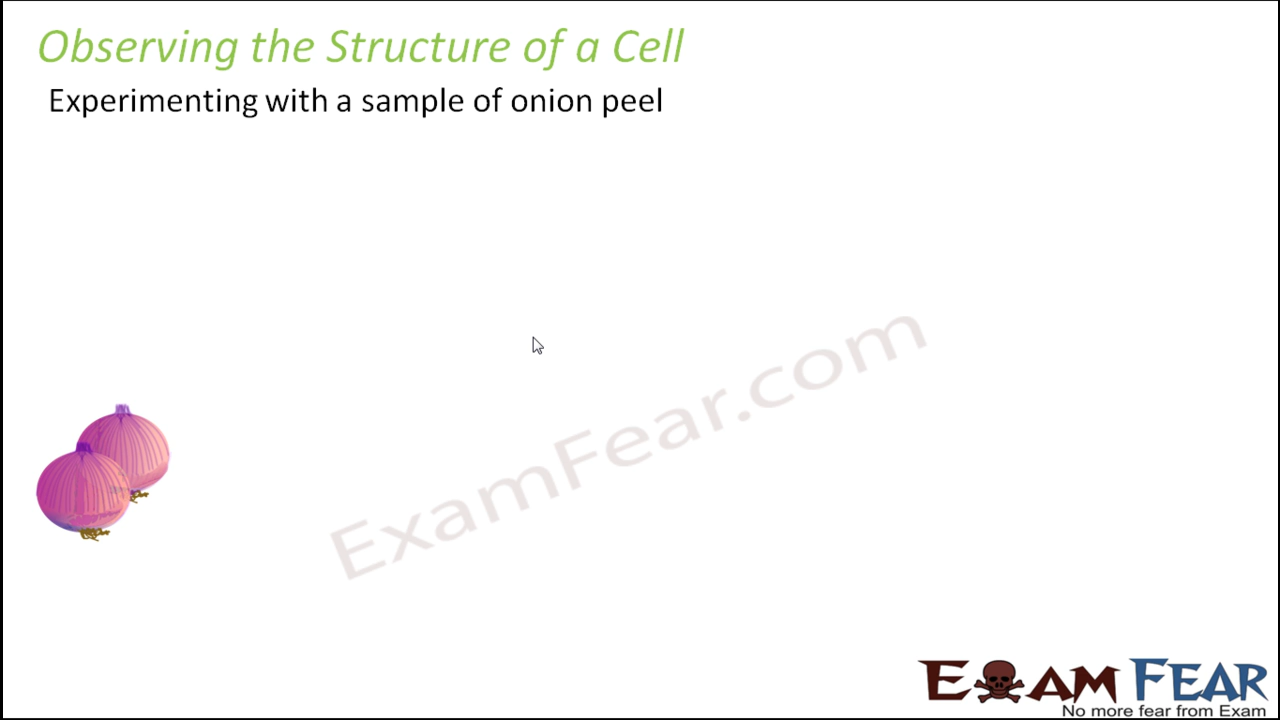 Observing the Structure of a Cell
Experimenting with a sample of onion peel
ExamFear.com
EXAM FEAR
No more fear from Exam